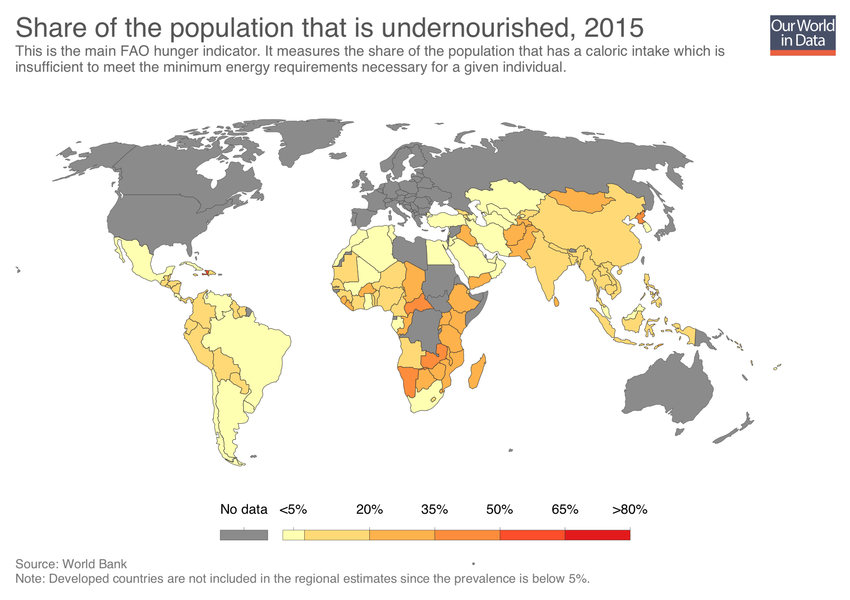 Share of the population that is undernourished, 2015
Our World
in Data
This is the main FAO hunger indicator. It measures the share of the population that has a caloric intake which is
insufficient to meet the minimum energy requirements necessary for a given individual.
No data <5% 20% 35% 50% 65% >80%
Source: World Bank
Note: Developed countries are not included in the regional estimates since the prevalence is below 5%.